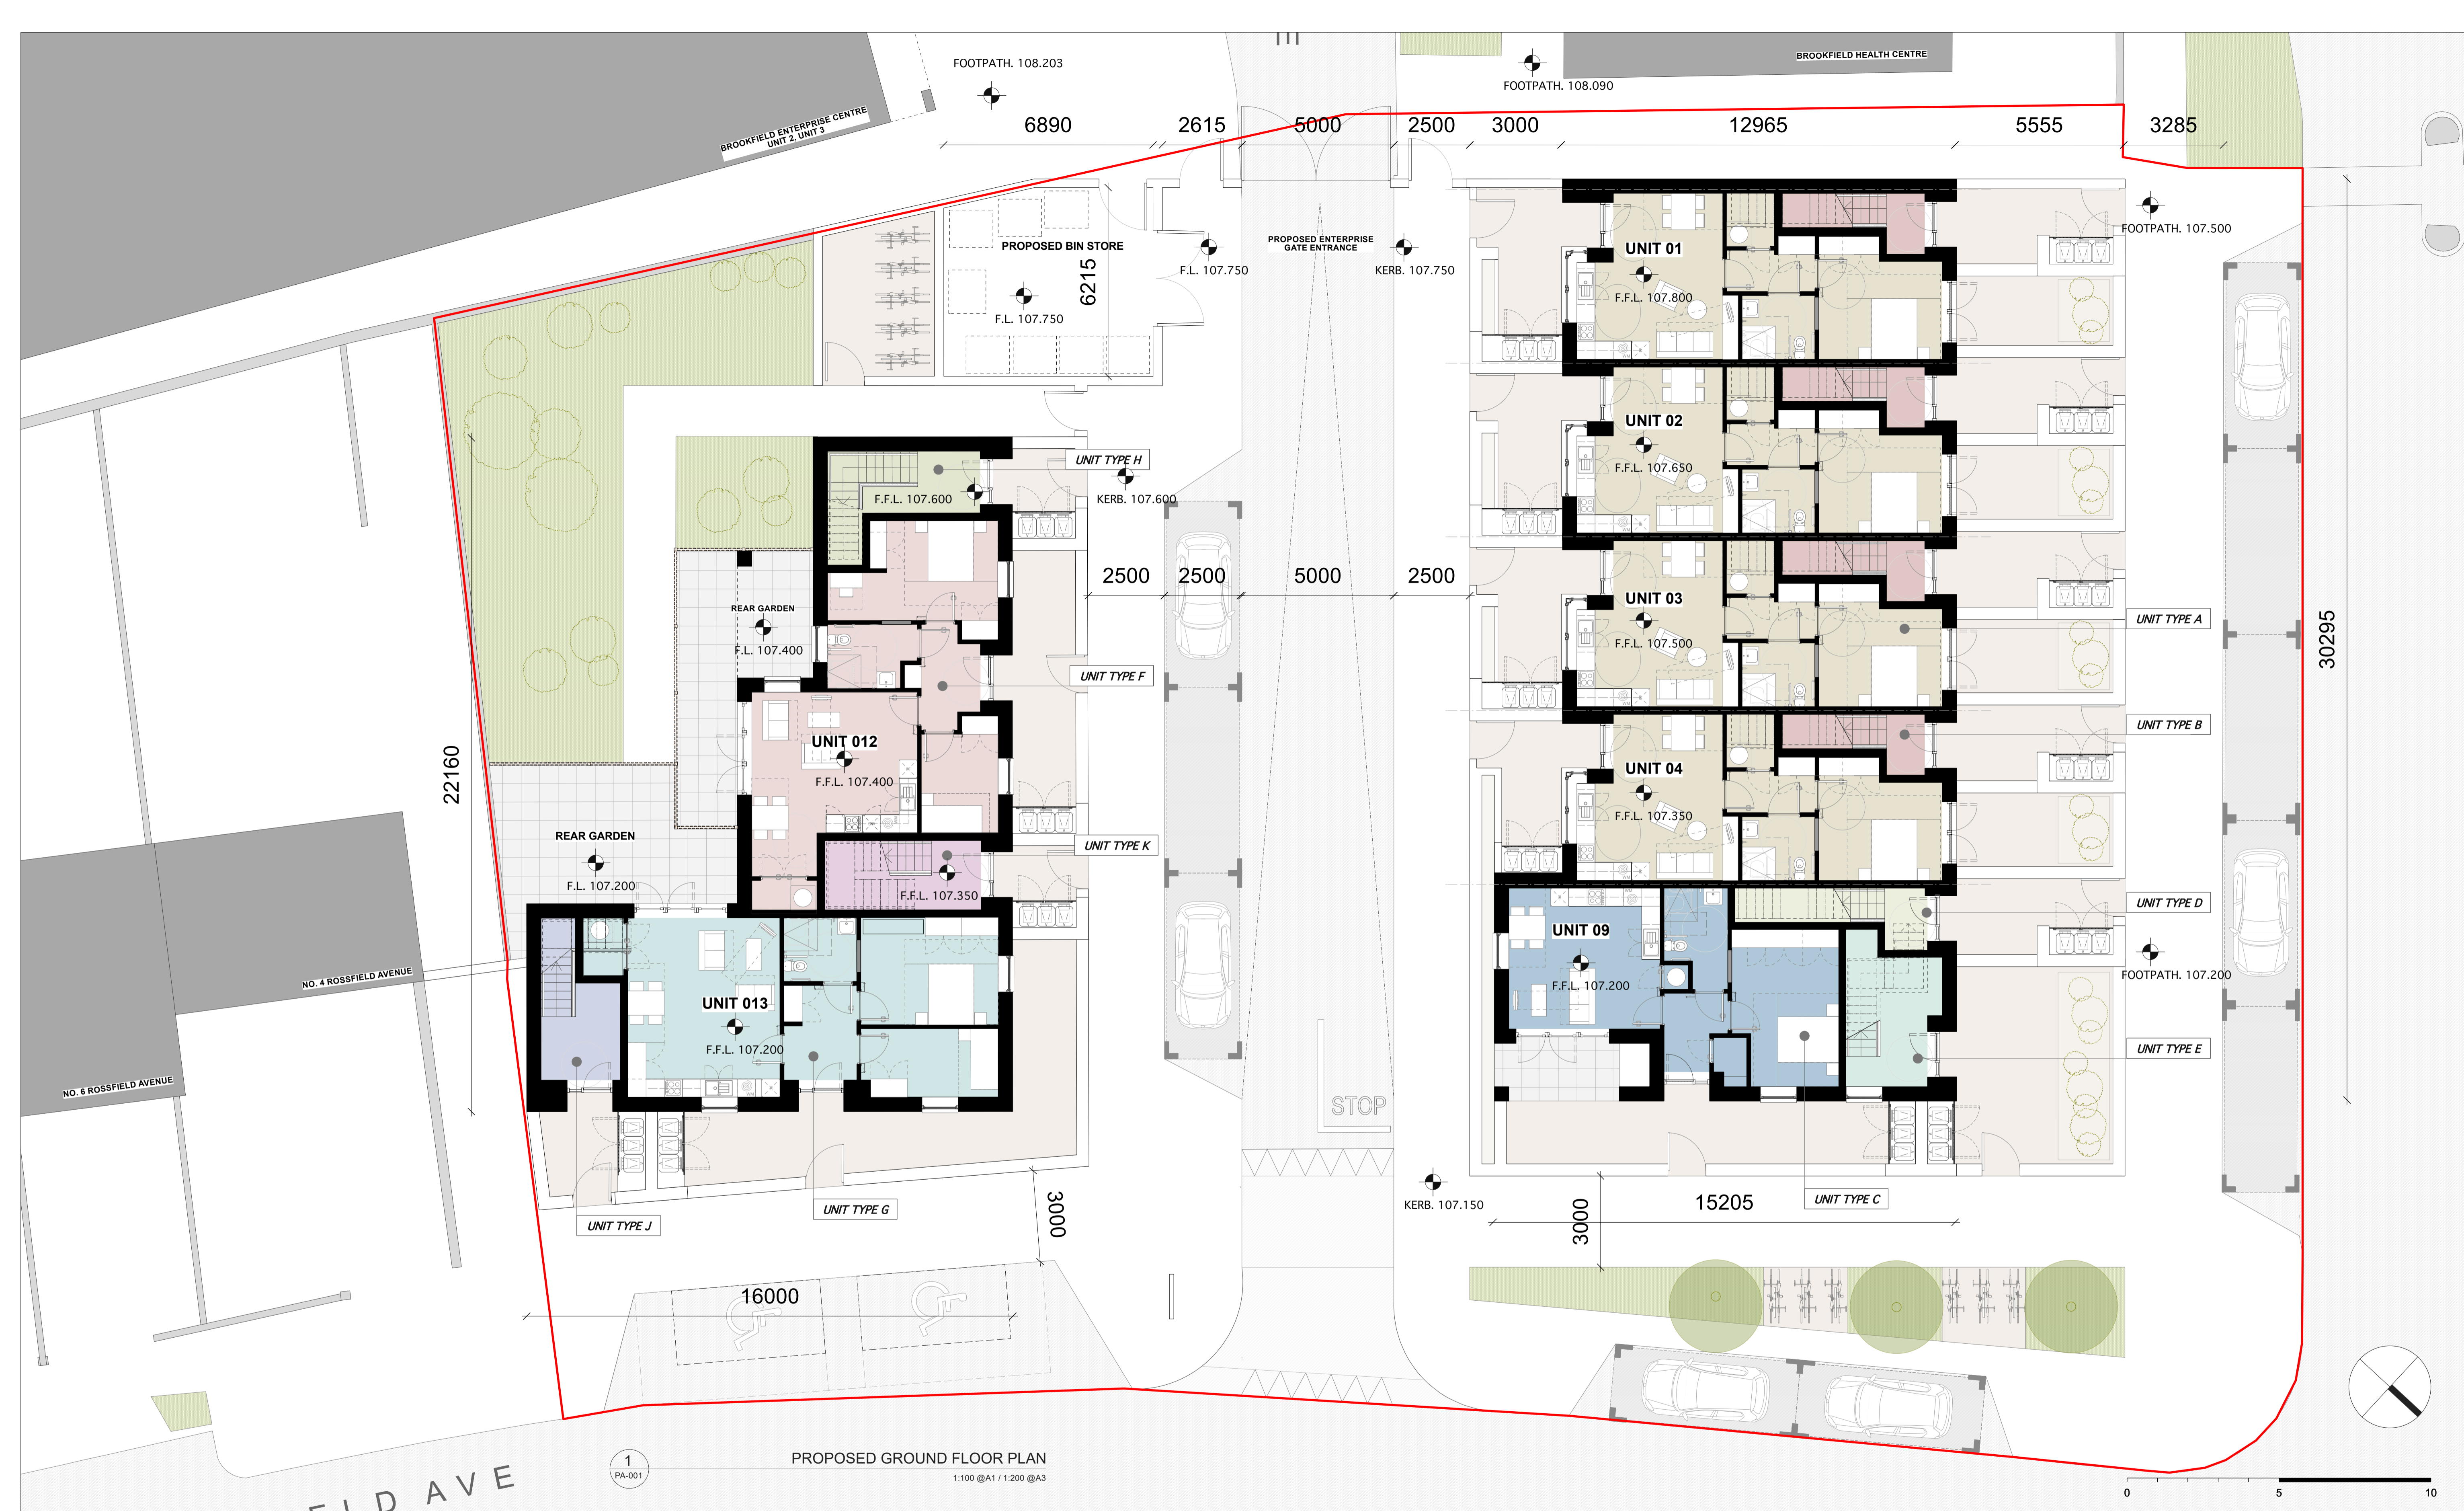 FOOTPATH. 108.203
FOOTPATH. 108.090
BROOKFIELD HEALTH CENTRE
BROOKFIELD ENTERPRISE CENTRE
UNIT 2, UNIT 3
6890
2615
5000
2500
3000
12965
5555
3285
PROPOSED BIN STORE
F.L. 107.750
6215
F.L. 107.750
PROPOSED ENTERPRISE
GATE ENTRANCE
KERB. 107.750
UNIT 01
F.F.L. 107.800
FOOTPATH. 107.500
UNIT 02
F.F.L. 107.650
UNIT TYPE H
F.F.L. 107.600
KERB. 107.600
2500
2500
5000
2500
UNIT 03
F.F.L. 107.500
UNIT TYPE A
30295
REAR GARDEN
F.L. 107.400
UNIT TYPE F
UNIT 012
F.F.L. 107.400
22160
UNIT TYPE B
UNIT 04
F.F.L. 107.350
REAR GARDEN
F.L. 107.200
UNIT TYPE K
F.F.L. 107.350
UNIT TYPE D
UNIT 09
F.F.L. 107.200
FOOTPATH. 107.200
NO. 4 ROSSFIELD AVENUE
UNIT 013
F.F.L. 107.200
UNIT TYPE E
NO. 6 ROSSFIELD AVENUE
STOP
UNIT TYPE J
UNIT TYPE G
3000
KERB. 107.150
3000
15205
UNIT TYPE C
16000
1
PA-001
PROPOSED GROUND FLOOR PLAN
1:100 @A1 / 1:200 @A3
ELD AVE
0 5 10